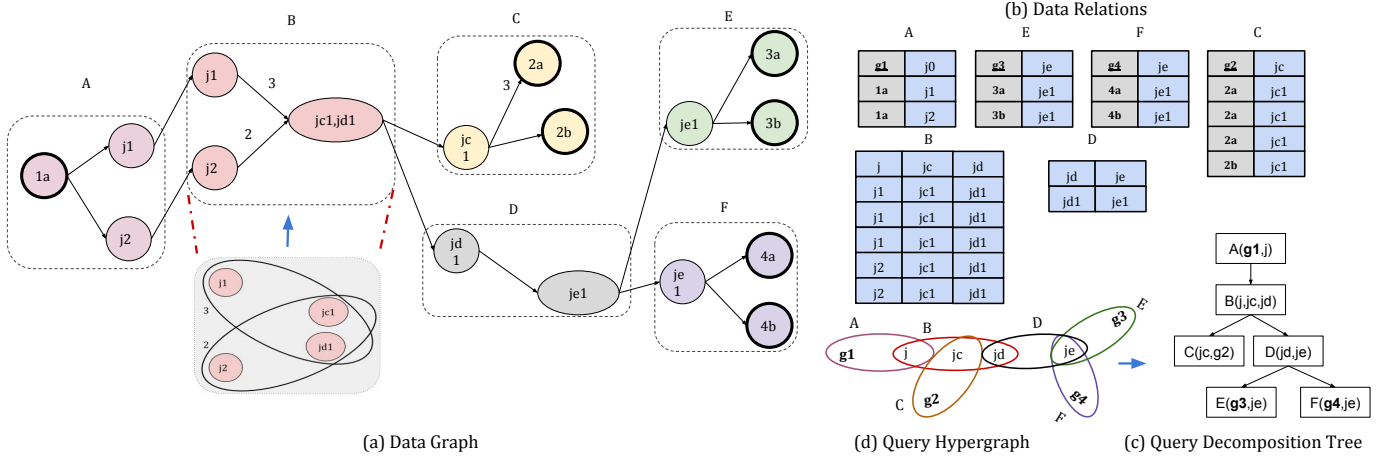 (b) Data Relations
A
B
C
D
E
F
1a
j1
j2
j1
j2
3
2
jc1,jd1
jc
1
3
2a
2b
jd
1
je1
je1
3a
3b
je
1
4a
4b
j1
3
jc1
jd1
2
j2
(a) Data Graph
A
g1 j0
1a j1
1a j2
E
g3 je
3a je1
3b je1
F
g4 je
4a je1
4b je1
C
g2 jc
2a jc1
2a jc1
2a jc1
2b jc1
B
j jc jd
j1 jc1 jd1
j1 jc1 jd1
j1 jc1 jd1
j2 jc1 jd1
j2 jc1 jd1
D
jd je
jd1 je1
A
B
D
E
g1
j
jc
jd
je
g3
C
g2
g4
F
(d) Query Hypergraph
A(g1,j)
B(j,jc,jd)
C(jc,g2)
D(jd,je)
E(g3,je)
F(g4,je)
(c) Query Decomposition Tree